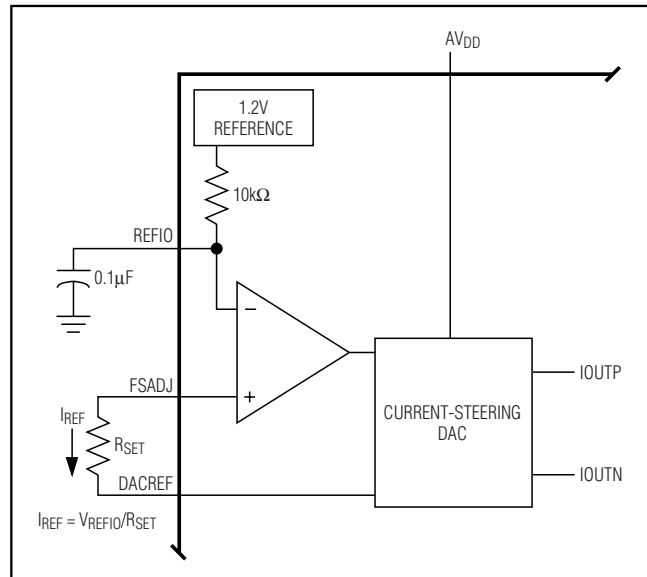 AVDD
1.2V
REFERENCE
10kΩ
REFIO
0.1μF
−
FSADJ
+
IREF
RSET
CURRENT-STEERING
DAC
IOUTP
DACREF
IOUTN
IREF = VREFIO/RSET